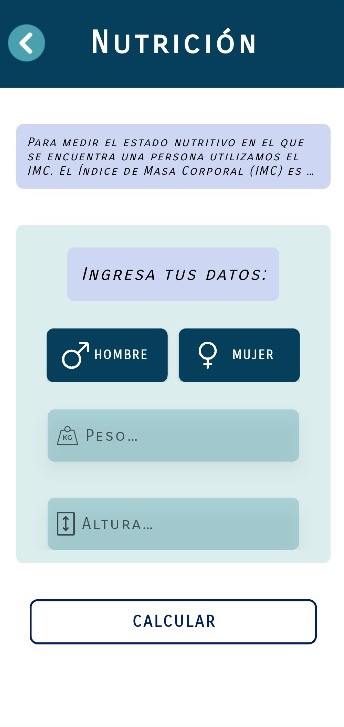 Nutrición
Para medir el estado nutritivo en el que
se encuentra una persona utilizamos el
IMC. El Índice de Masa Corporal (IMC) es …
Ingresa tus datos:
HOMBRE
MUJER
KG
Peso…
Altura…
CALCULAR